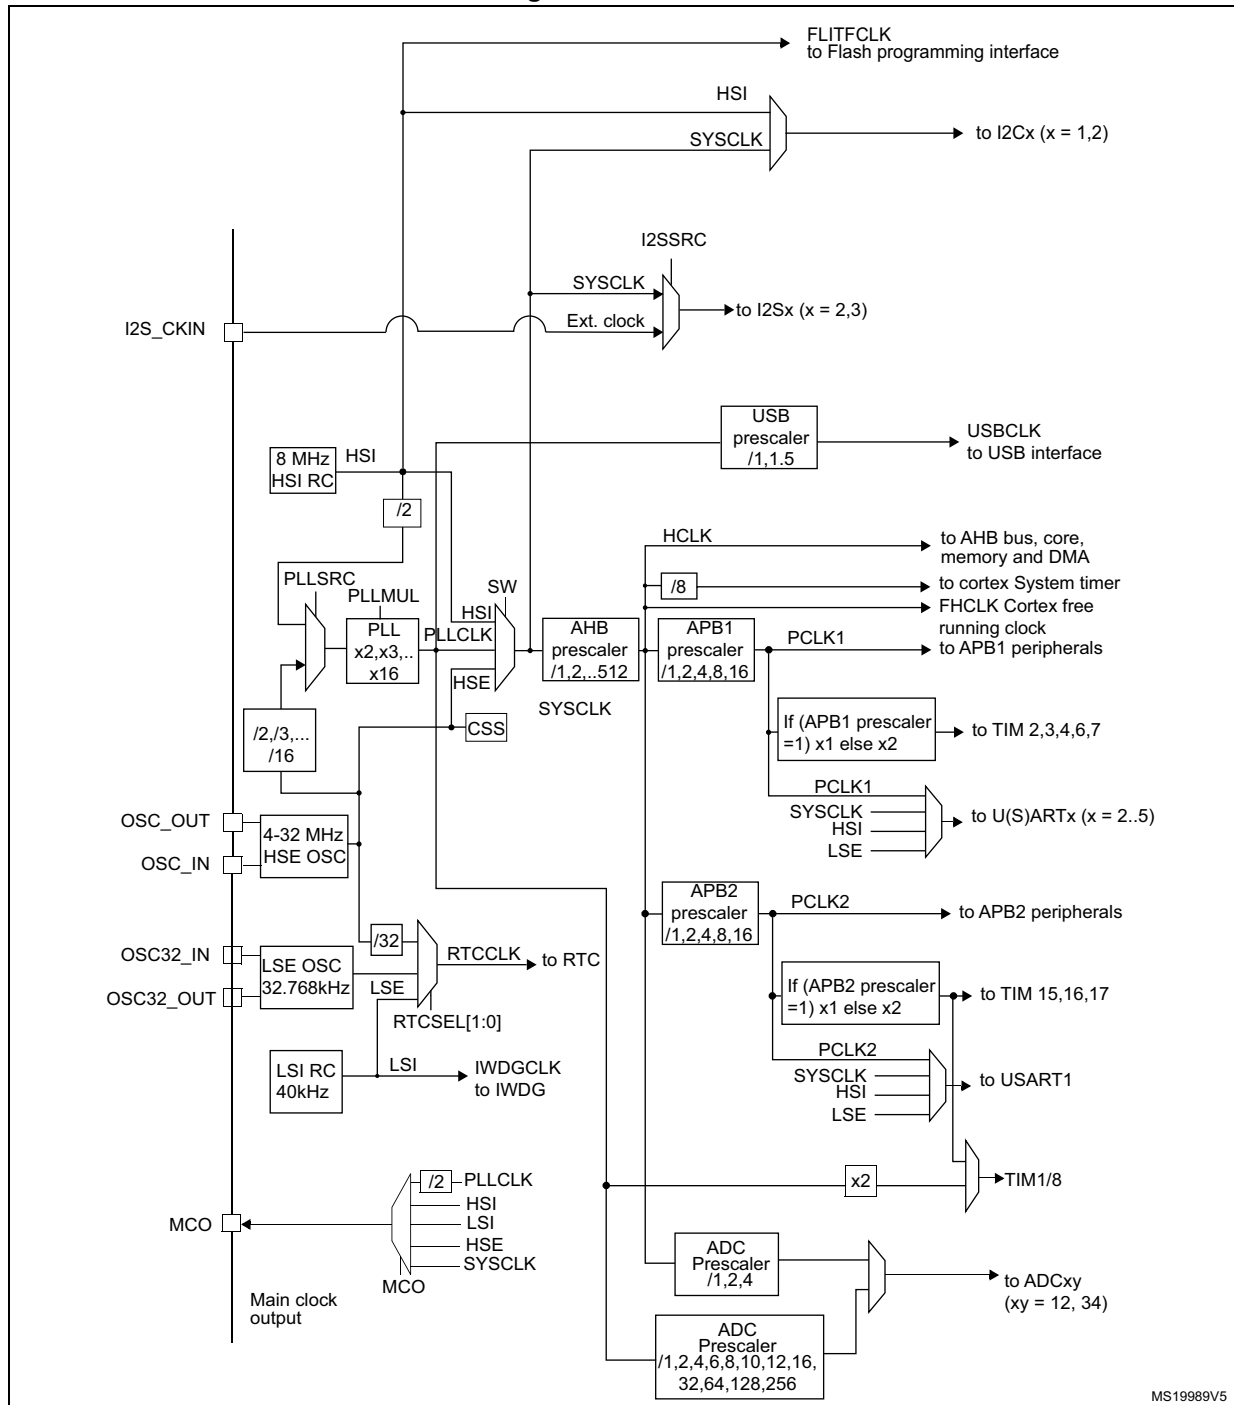 FLITFCLK
to Flash programming interface
HSI
SYSCLK
to I2Cx (x = 1,2)
I2SSRC
SYSCLK
to I2Sx (x = 2,3)
I2S_CKIN
Ext. clock
USB
prescaler
/1,1.5
USBCLK
to USB interface
8 MHz
HSI RC
HSI
/2
HCLK
to AHB bus, core,
memory and DMA
/8
to cortex System timer
FHCLK Cortex free
running clock
PLLSRC
PLLMUL
PLL
x2,x3,..
x16
SW
HSI
PLLCLK
HSE
AHB
prescaler
/1,2,..512
SYSCLK
APB1
prescaler
/1,2,4,8,16
PCLK1
to APB1 peripherals
CSS
/2,/3,...
/16
If (APB1 prescaler
=1) x1 else x2
to TIM 2,3,4,6,7
PCLK1
SYSCLK
HSI
LSE
to U(S)ARTx (x = 2..5)
OSC_OUT
OSC_IN
4-32 MHz
HSE OSC
APB2
prescaler
/1,2,4,8,16
PCLK2
to APB2 peripherals
OSC32_IN
OSC32_OUT
LSE OSC
32.768kHz
/32
LSE
RTCCLK
to RTC
RTCSEL[1:0]
If (APB2 prescaler
=1) x1 else x2
to TIM 15,16,17
LSI RC
40kHz
LSI
IWDGCLK
to IWDG
PCLK2
SYSCLK
HSI
LSE
to USART1
x2
TIM1/8
/2
PLLCLK
HSI
LSI
HSE
SYSCLK
MCO
MCO
Main clock
output
ADC
Prescaler
/1,2,4
to ADCxy
(xy = 12, 34)
ADC
Prescaler
/1,2,4,6,8,10,12,16,
32,64,128,256
MS19989V5